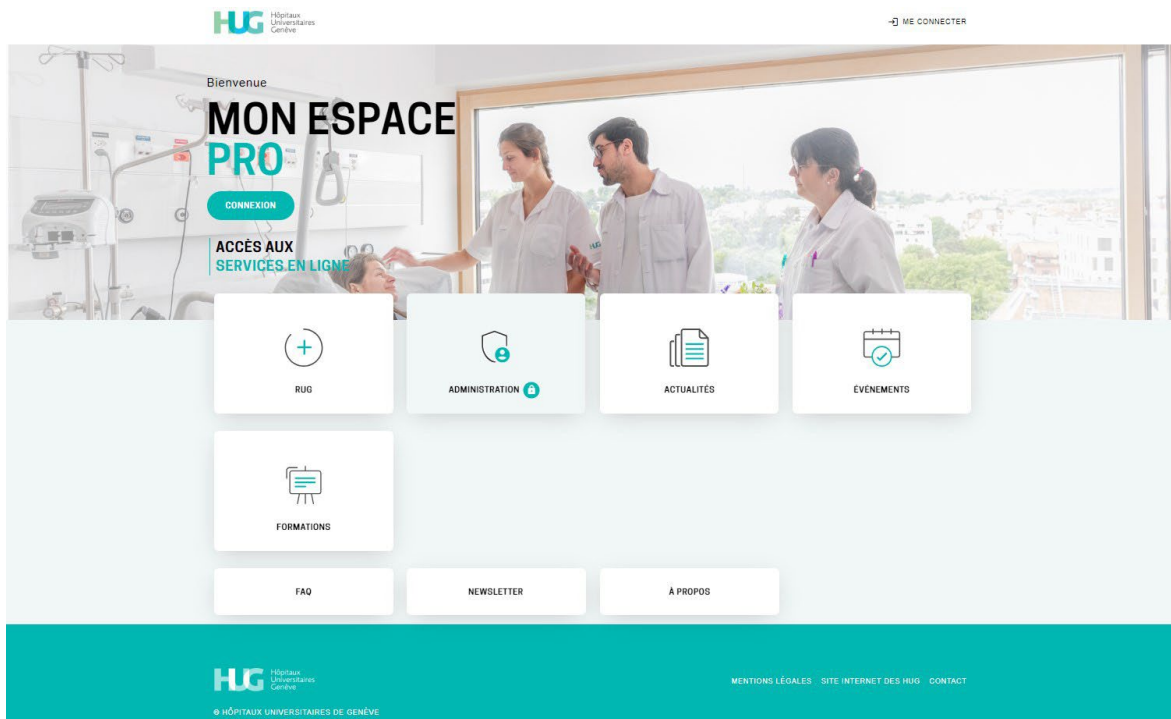 HUG
Hôpitaux
Universitaires
Genève
ME CONNECTER
Bienvenue
MON ESPACE
PRO
CONNEXION
ACCÈS AUX
SERVICES EN LIGNE
RUG
ADMINISTRATION
ACTUALITÉS
ÉVÉNEMENTS
FORMATIONS
FAQ
NEWSLETTER
À PROPOS
HUG
Hôpitaux
Universitaires
Genève
MENTIONS LÉGALES SITE INTERNET DES HUG CONTACT
© HÔPITAUX UNIVERSITAIRES DE GENÈVE